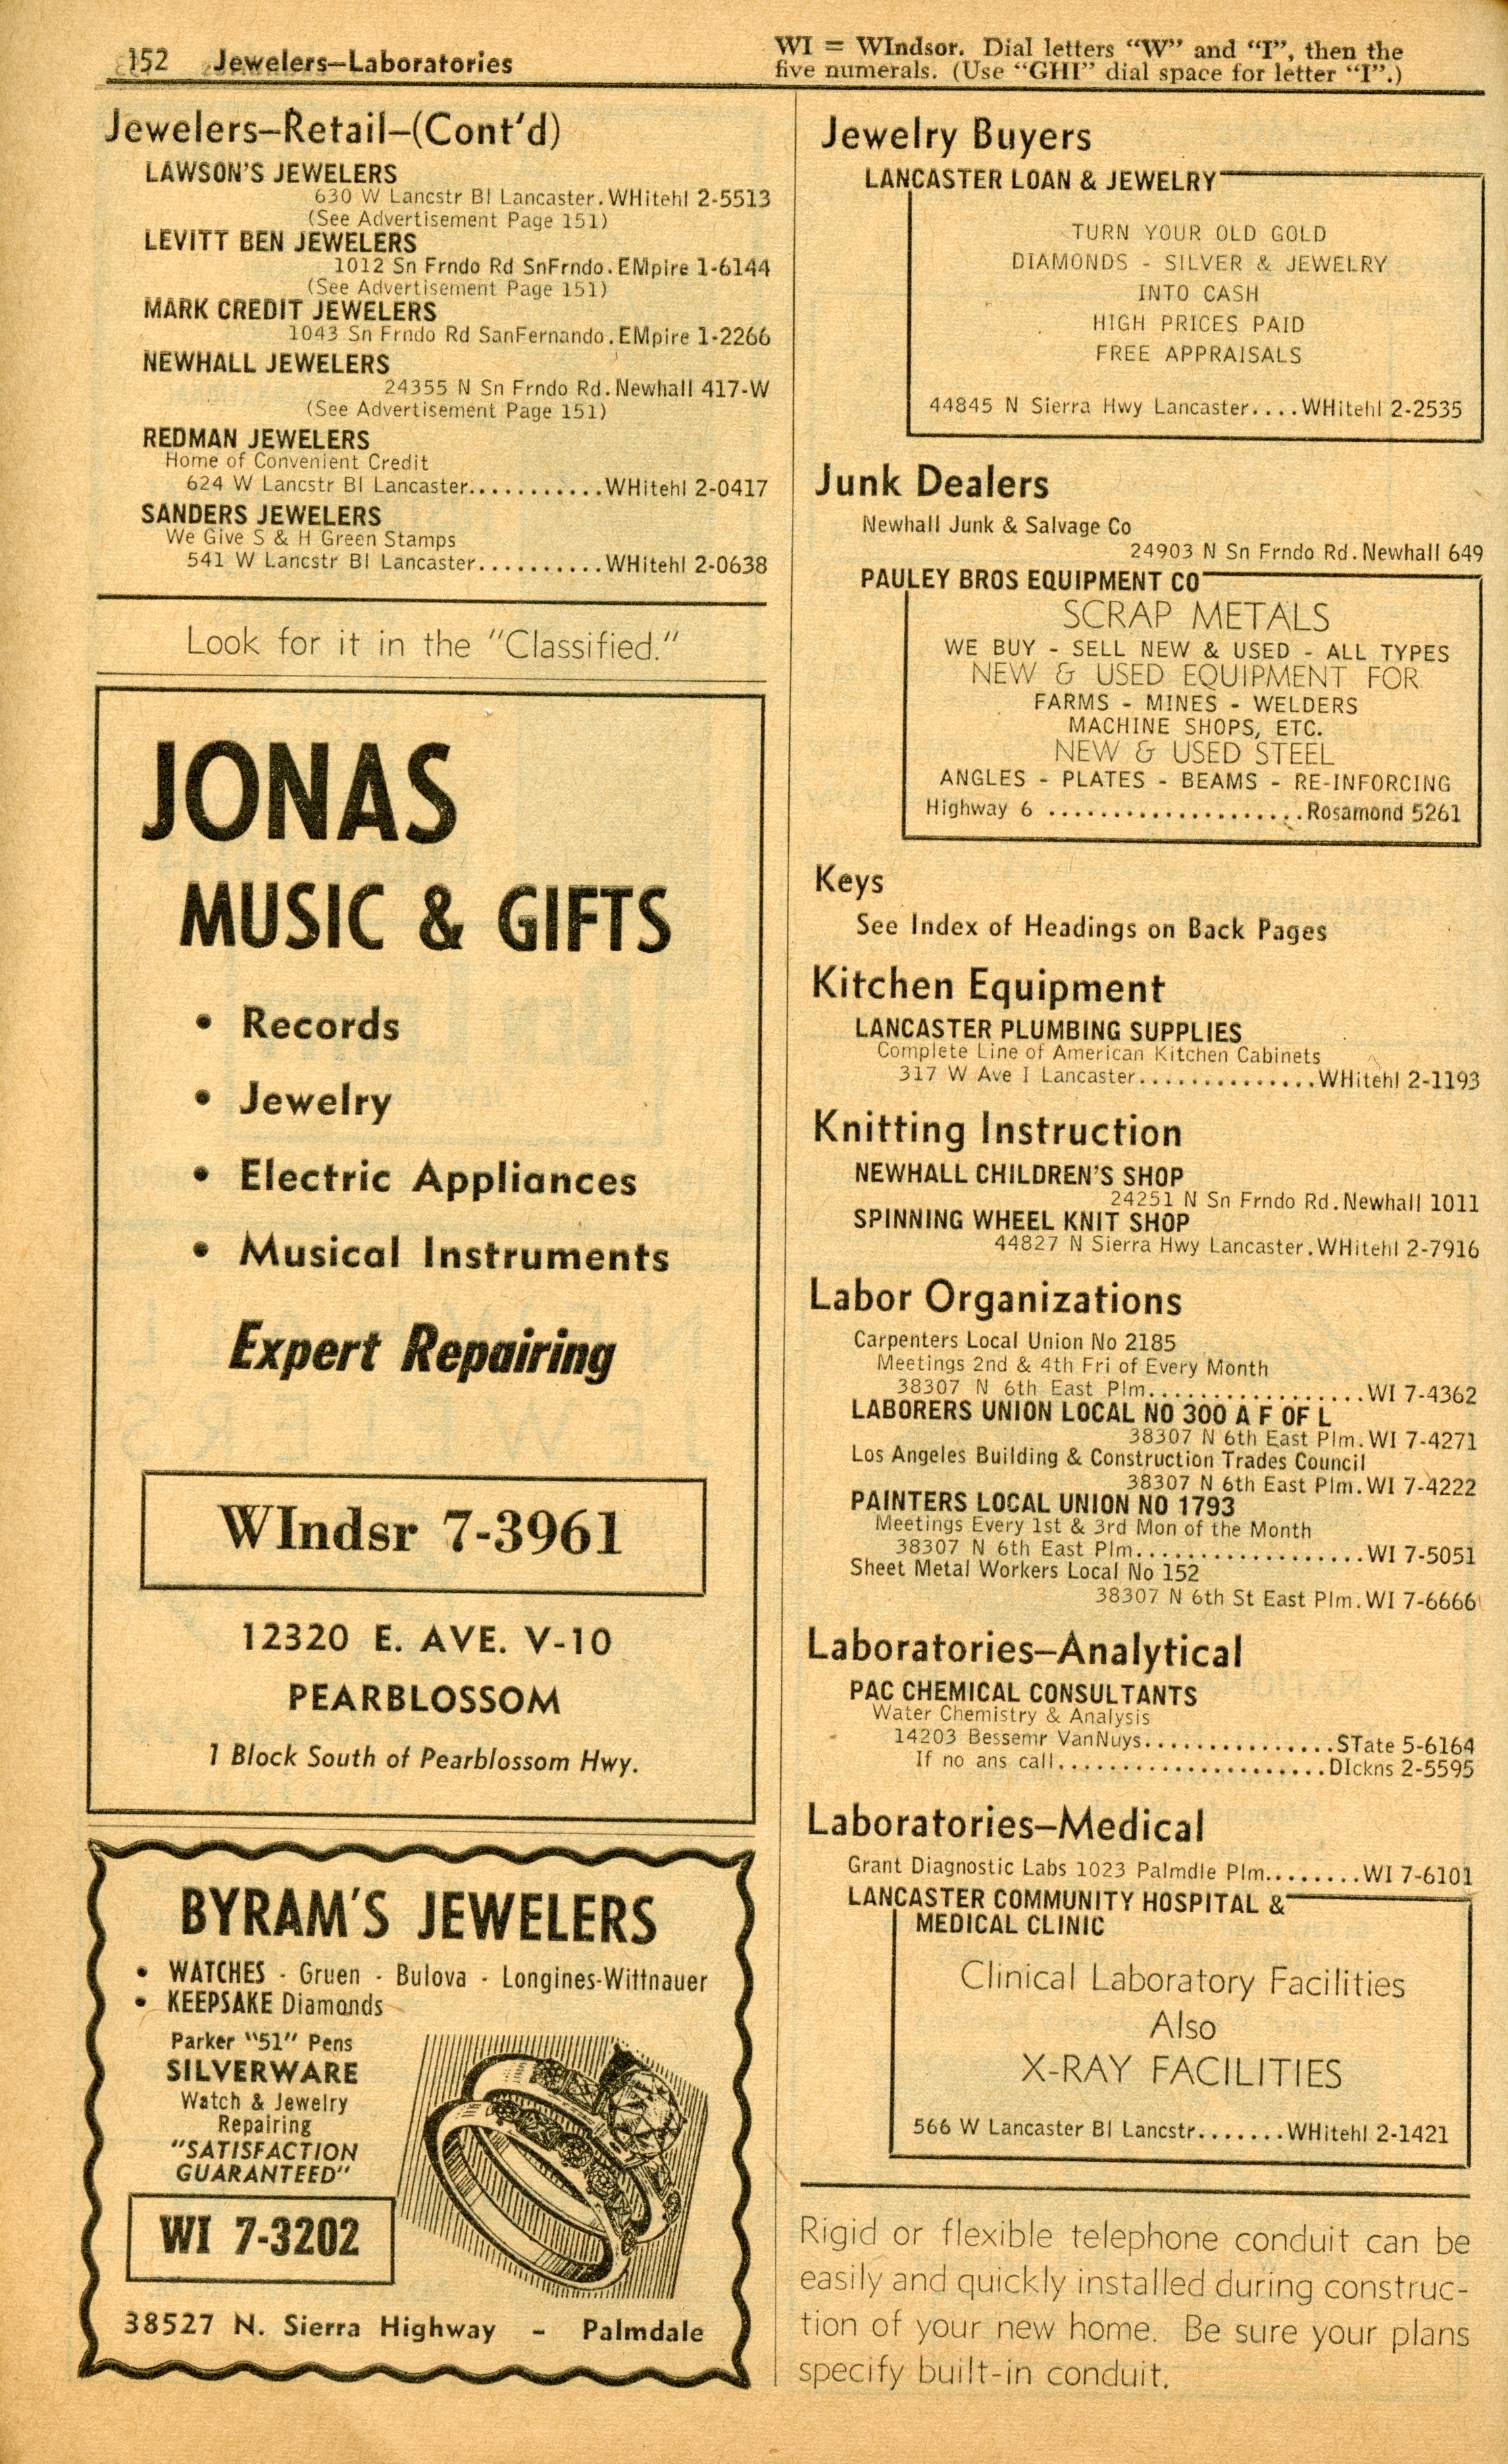 152 Jewelers—Laboratories
WI = WIndsor. Dial letters "W" and "I", then the
five numerals. (Use "GHI" dial space for letter "I".)
Jewelers—Retail—(Cont'd)
LAWSON'S JEWELERS
630 W Lancstr Bl Lancaster.WHitehl 2-5513
(See Advertisement Page 151)
LEVITT BEN JEWELERS
1012 Sn Frndo Rd SnFrndo.EMpire 1-6144
(See Advertisement Page 151)
MARK CREDIT JEWELERS
1043 Sn Frndo Rd SanFernando.EMpire 1-2266
NEWHALL JEWELERS
24355 N Sn Frndo Rd.Newhall 417-W
(See Advertisement Page 151)
REDMAN JEWELERS
Home of Convenient Credit
624 W Lancstr Bl Lancaster...........WHitehl 2-0417
SANDERS JEWELERS
We Give S & H Green Stamps
541 W Lancstr Bl Lancaster..........WHitehl 2-0638
Look for it in the "Classified."
JONAS
MUSIC & GIFTS
• Records
• Jewelry
• Electric Appliances
• Musical Instruments
Expert Repairing
WIndsr 7-3961
12320 E. AVE. V-10
PEARBLOSSOM
1 Block South of Pearblossom Hwy.
BYRAM'S JEWELERS
• WATCHES - Gruen - Bulova - Longines-Wittnauer
• KEEPSAKE Diamonds
Parker "51" Pens
SILVERWARE
Watch & Jewelry
Repairing
"SATISFACTION
GUARANTEED"
WI 7-3202
38527 N. Sierra Highway - Palmdale
Jewelry Buyers
LANCASTER LOAN & JEWELRY
TURN YOUR OLD GOLD
DIAMONDS - SILVER & JEWELRY
INTO CASH
HIGH PRICES PAID
FREE APPRAISALS
44845 N Sierra Hwy Lancaster....WHitehl 2-2535
Junk Dealers
Newhall Junk & Salvage Co
24903 N Sn Frndo Rd.Newhall 649
PAULEY BROS EQUIPMENT CO
SCRAP METALS
WE BUY - SELL NEW & USED - ALL TYPES
NEW & USED EQUIPMENT FOR
FARMS - MINES - WELDERS
MACHINE SHOPS, ETC.
NEW & USED STEEL
ANGLES - PLATES - BEAMS - RE-INFORCING
Highway 6 ....................Rosamond 5261
Keys
See Index of Headings on Back Pages
Kitchen Equipment
LANCASTER PLUMBING SUPPLIES
Complete Line of American Kitchen Cabinets
317 W Ave I Lancaster..............WHitehl 2-1193
Knitting Instruction
NEWHALL CHILDREN'S SHOP
24251 N Sn Frndo Rd.Newhall 1011
SPINNING WHEEL KNIT SHOP
44827 N Sierra Hwy Lancaster.WHitehl 2-7916
Labor Organizations
Carpenters Local Union No 2185
Meetings 2nd & 4th Fri of Every Month
38307 N 6th East Plm.................WI 7-4362
LABORERS UNION LOCAL NO 300 A F OF L
38307 N 6th East Plm.WI 7-4271
Los Angeles Building & Construction Trades Council
38307 N 6th East Plm.WI 7-4222
PAINTERS LOCAL UNION NO 1793
Meetings Every 1st & 3rd Mon of the Month
38307 N 6th East Plm..................WI 7-5051
Sheet Metal Workers Local No 152
38307 N 6th St East Plm.WI 7-6666
Laboratories—Analytical
PAC CHEMICAL CONSULTANTS
Water Chemistry & Analysis
14203 Bessemr VanNuys...............STate 5-6164
If no ans call.....................DIckns 2-5595
Laboratories—Medical
Grant Diagnostic Labs 1023 Palmdle Plm........WI 7-6101
LANCASTER COMMUNITY HOSPITAL &
MEDICAL CLINIC
Clinical Laboratory Facilities
Also
X-RAY FACILITIES
566 W Lancaster Bl Lancstr.......WHitehl 2-1421
Rigid or flexible telephone conduit can be
easily and quickly installed during construc-
tion of your new home. Be sure your plans
specify built-in conduit.